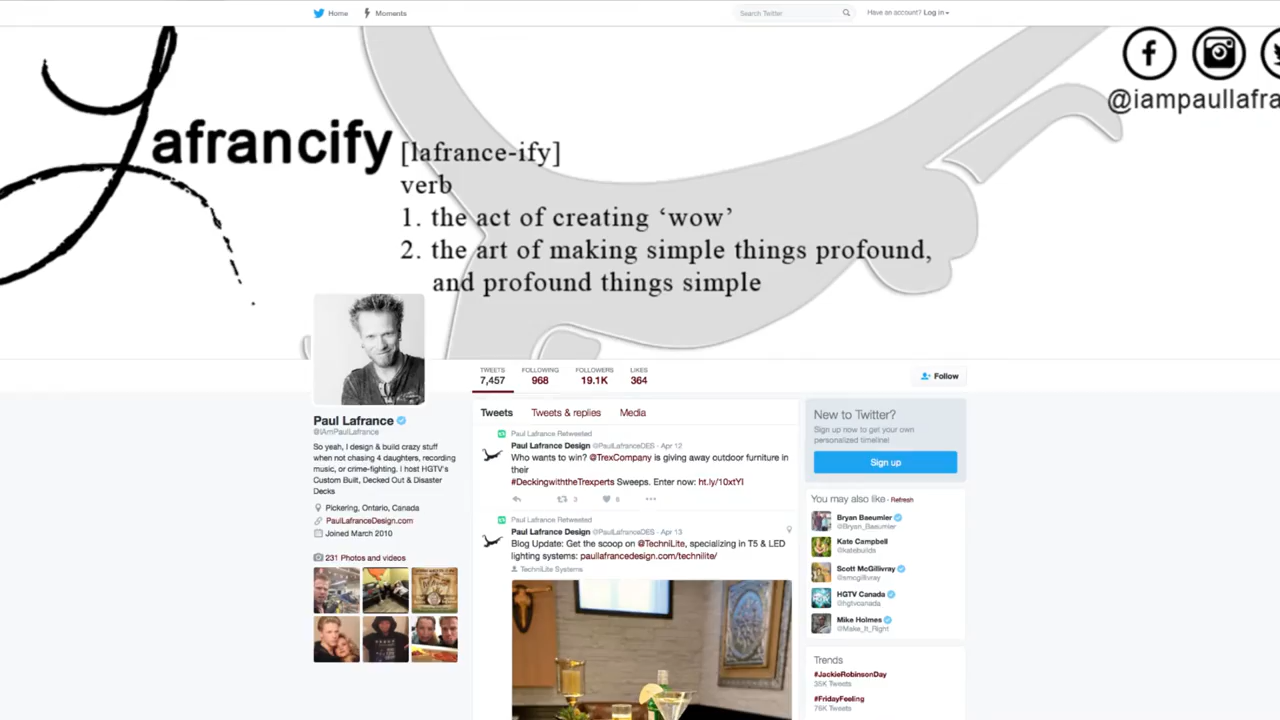 Home Moments Search Twitter Have an account? Log in
@iampaullafra
Lafrancify [lafrance-ify]
verb
1. the act of creating ‘wow’
2. the art of making simple things profound,
and profound things simple
TWEETS FOLLOWING FOLLOWERS LIKES
7,457 968 19.1K 364
Follow
Paul Lafrance
@IAmPaulLafrance
So yeah, I design & build crazy stuff
when not chasing 4 daughters, recording
music, or crime-fighting. I host HGTV's
Custom Built, Decked Out & Disaster
Decks
Pickering, Ontario, Canada
PaulLafranceDesign.com
Joined March 2010
231 Photos and videos
Tweets Tweets & replies Media
Paul Lafrance Retweeted
Paul Lafrance Design @PaulLafranceDES · Apr 12
Who wants to win? @TrexCompany is giving away outdoor furniture in
their
#DeckingwiththeTrexperts Sweeps. Enter now: ht.ly/10xtYI
3 6
Paul Lafrance Retweeted
Paul Lafrance Design @PaulLafranceDES · Apr 13
Blog Update: Get the scoop on @TechniLite, specializing in T5 & LED
lighting systems: paullafrancedesign.com/technilite/
TechniLite Systems
New to Twitter?
Sign up now to get your own
personalized timeline!
Sign up
You may also like · Refresh
Bryan Baeumler
@Bryan_Baeumler
Kate Campbell
@katebuilds
Scott McGillivray
@smcgillivray
HGTV Canada
@hgtvcanada
Mike Holmes
@Make_It_Right
Trends
#JackieRobinsonDay
35K Tweets
#FridayFeeling
76K Tweets